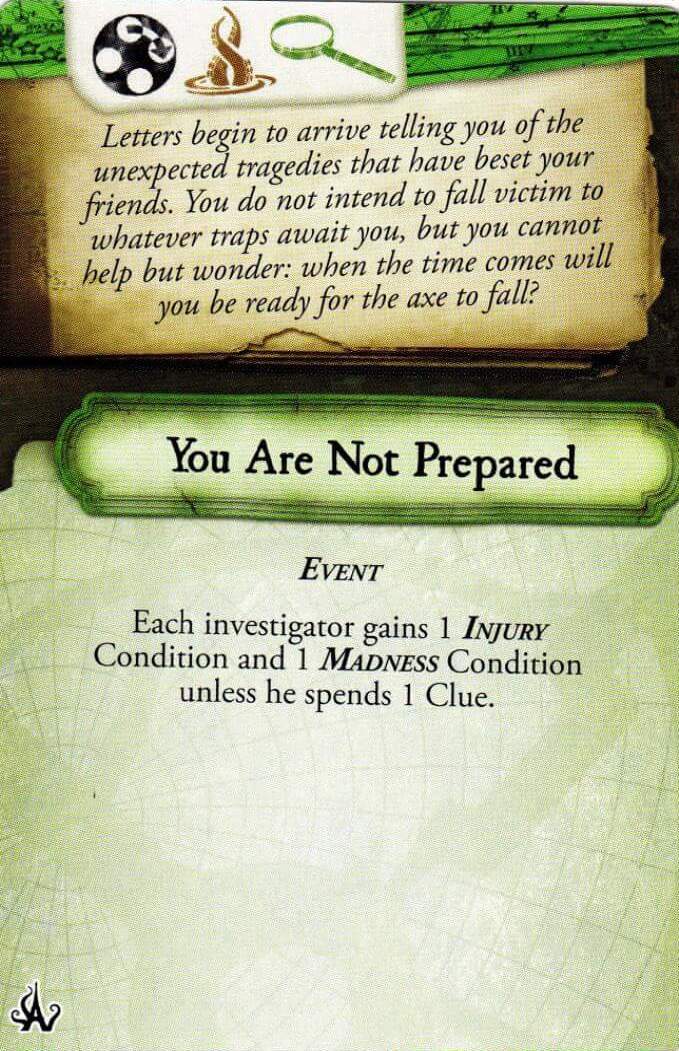 Letters begin to arrive telling you of the
unexpected tragedies that have beset your
friends. You do not intend to fall victim to
whatever traps await you, but you cannot
help but wonder: when the time comes will
you be ready for the axe to fall?
You Are Not Prepared
EVENT
Each investigator gains 1 INJURY
Condition and 1 MADNESS Condition
unless he spends 1 Clue.